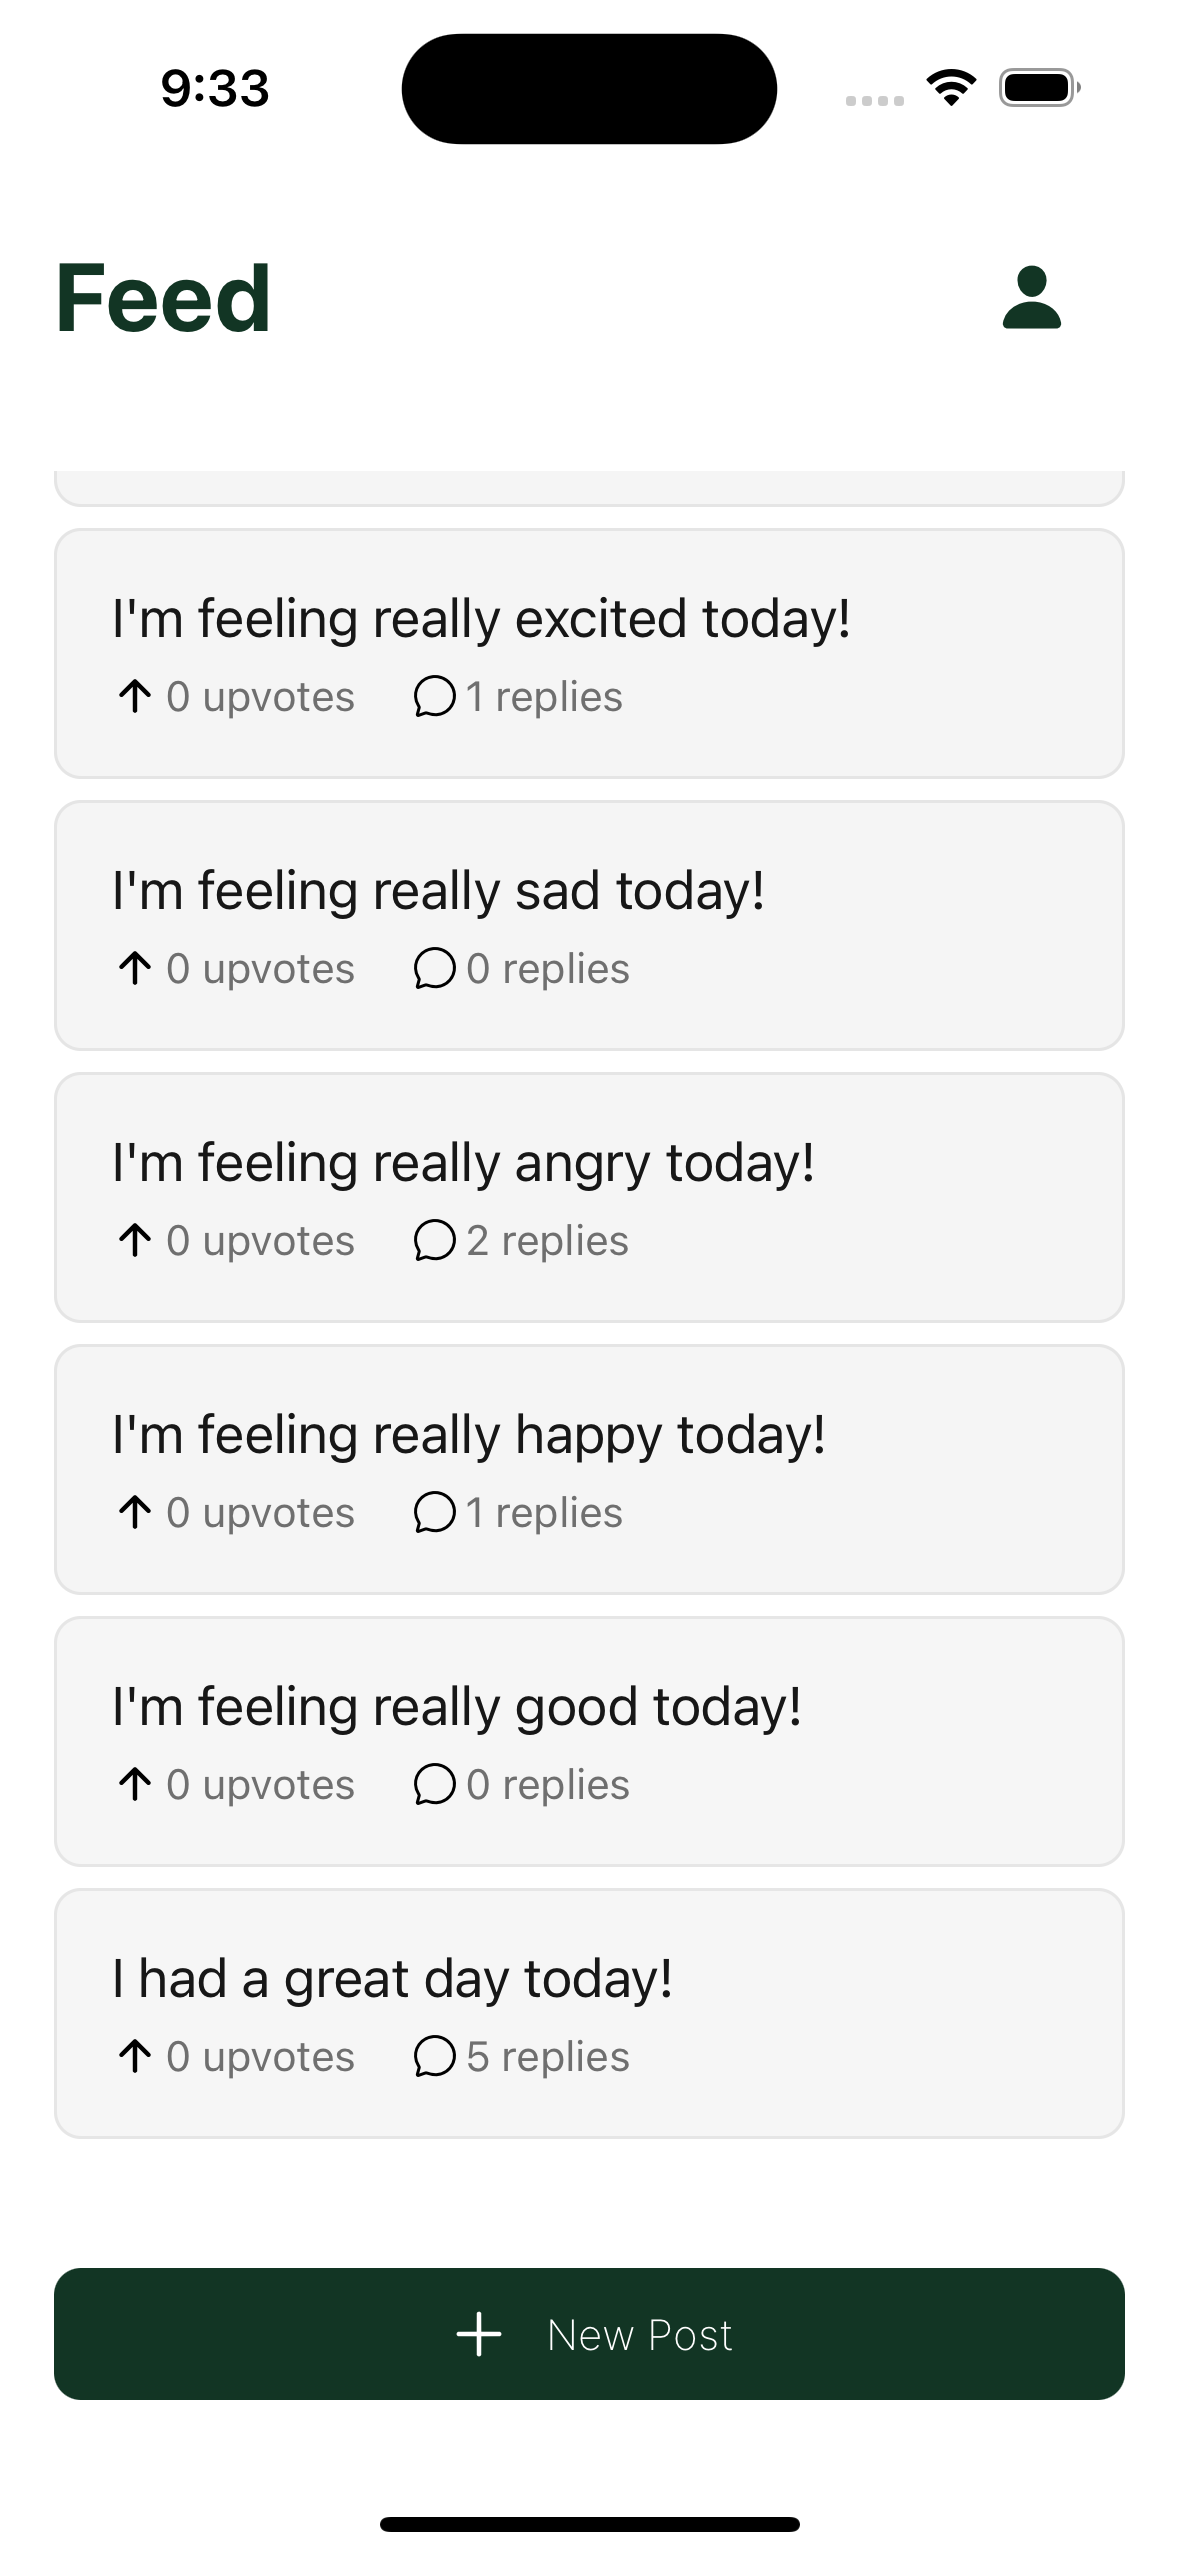 9:33
Feed
I'm feeling really excited today!
0 upvotes 1 replies
I'm feeling really sad today!
0 upvotes 0 replies
I'm feeling really angry today!
0 upvotes 2 replies
I'm feeling really happy today!
0 upvotes 1 replies
I'm feeling really good today!
0 upvotes 0 replies
I had a great day today!
0 upvotes 5 replies
New Post